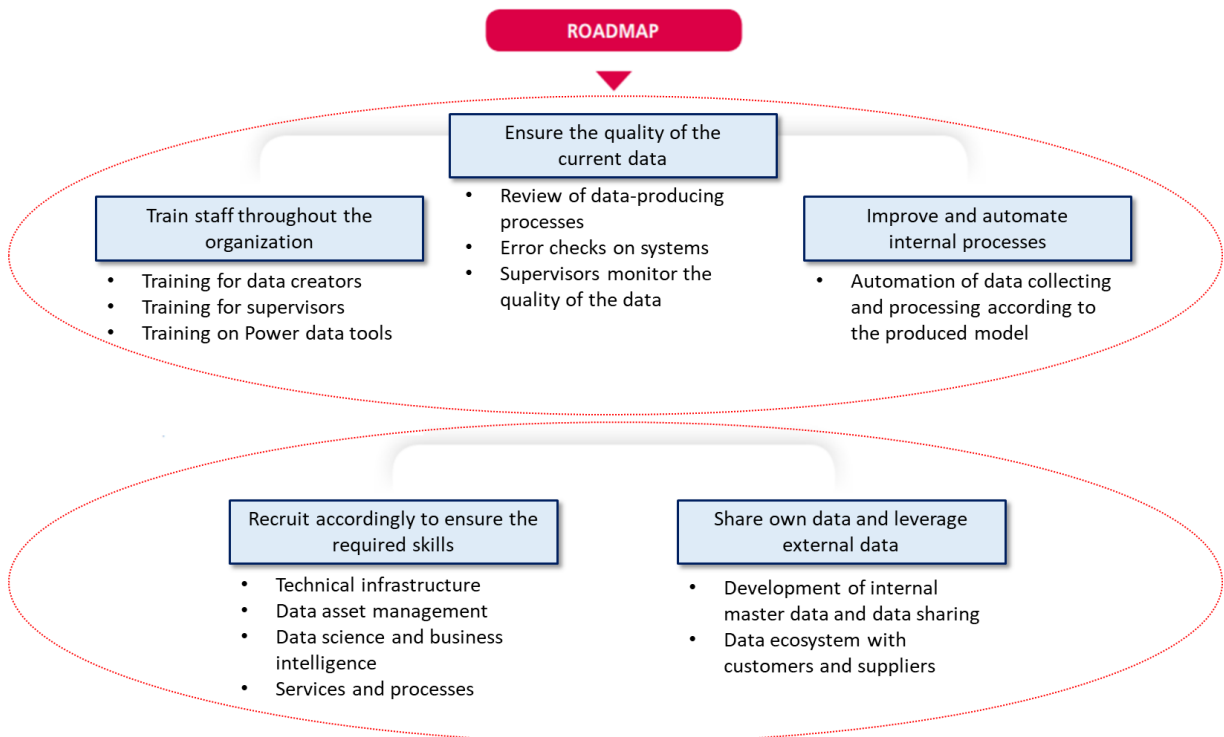 ROADMAP
Ensure the quality of the
current data
• Review of data-producing
processes
• Error checks on systems
• Supervisors monitor the
quality of the data
Train staff throughout the
organization
• Training for data creators
• Training for supervisors
• Training on Power data tools
Improve and automate
internal processes
• Automation of data collecting
and processing according to
the produced model
Recruit accordingly to ensure the
required skills
• Technical infrastructure
• Data asset management
• Data science and business
intelligence
• Services and processes
Share own data and leverage
external data
• Development of internal
master data and data sharing
• Data ecosystem with
customers and suppliers